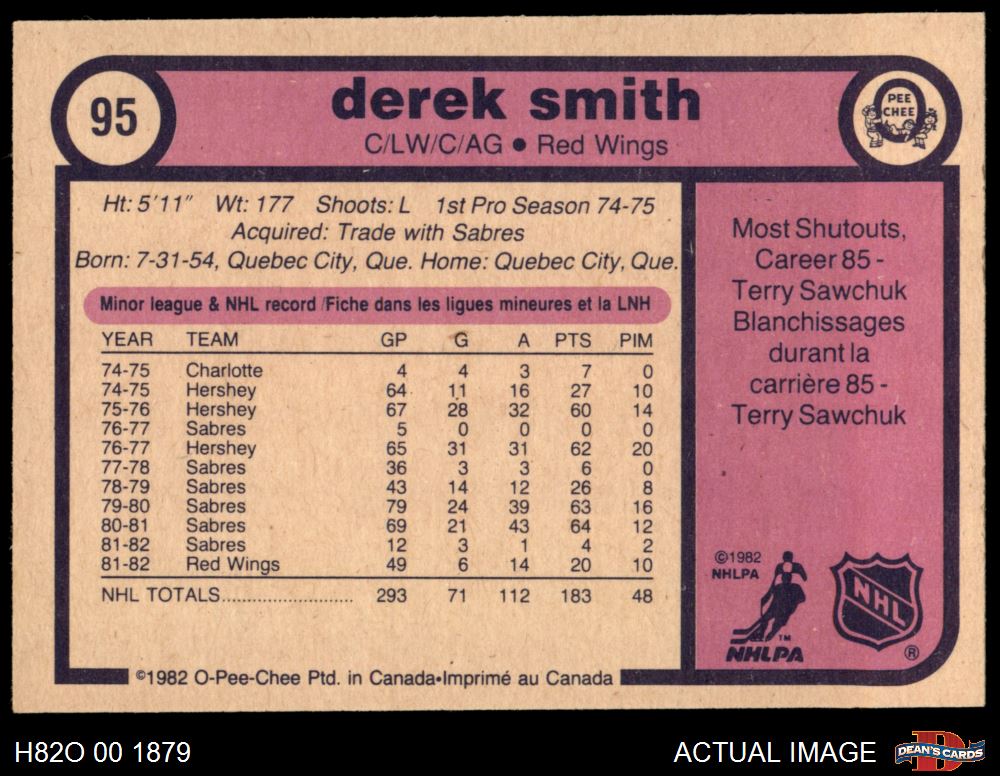 95
derek smith
C/LW/C/AG ● Red Wings
O
PEE
CHEE
Ht: 5'11" Wt: 177 Shoots: L 1st Pro Season 74-75
Acquired: Trade with Sabres
Born: 7-31-54, Quebec City, Que. Home: Quebec City, Que.
Minor league & NHL record /Fiche dans les ligues mineures et la LNH
YEAR TEAM GP G A PTS PIM
74-75 Charlotte 4 4 3 7 0
74-75 Hershey 64 11 16 27 10
75-76 Hershey 67 28 32 60 14
76-77 Sabres 5 0 0 0 0
76-77 Hershey 65 31 31 62 20
77-78 Sabres 36 3 3 6 0
78-79 Sabres 43 14 12 26 8
79-80 Sabres 79 24 39 63 16
80-81 Sabres 69 21 43 64 12
81-82 Sabres 12 3 1 4 2
81-82 Red Wings 49 6 14 20 10
NHL TOTALS........................ 293 71 112 183 48
Most Shutouts,
Career 85 -
Terry Sawchuk
Blanchissages
durant la
carrière 85 -
Terry Sawchuk
©1982
NHLPA
TM
NHLPA
NHL
®
©1982 O-Pee-Chee Ptd. in Canada•Imprimé au Canada
H82O 00 1879
ACTUAL IMAGE
D
DEAN'S CARDS